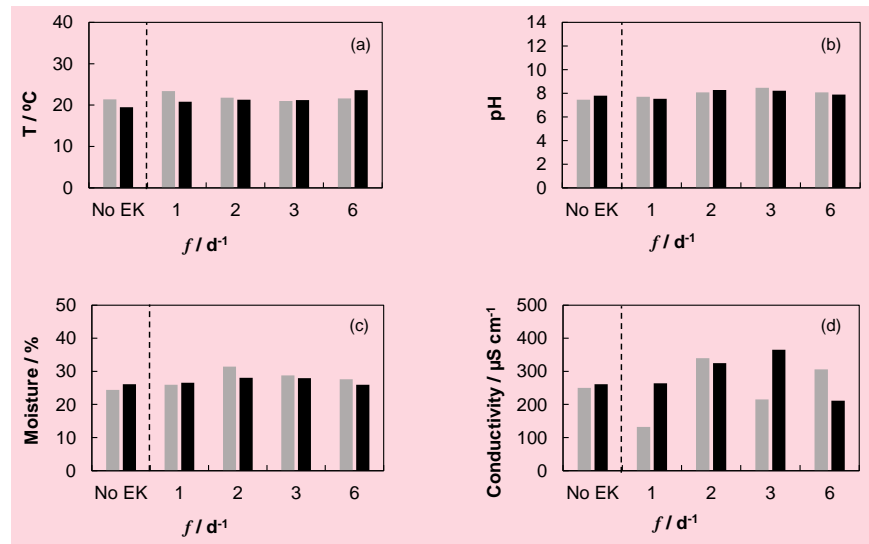 (a)
T / ºC
40
30
20
10
0
No EK 1 2 3 6
f / d-1
(b)
pH
14
12
10
8
6
4
2
0
No EK 1 2 3 6
f / d-1
(c)
Moisture / %
50
40
30
20
10
0
No EK 1 2 3 6
f / d-1
(d)
Conductivity / µS cm-1
500
400
300
200
100
0
No EK 1 2 3 6
f / d-1